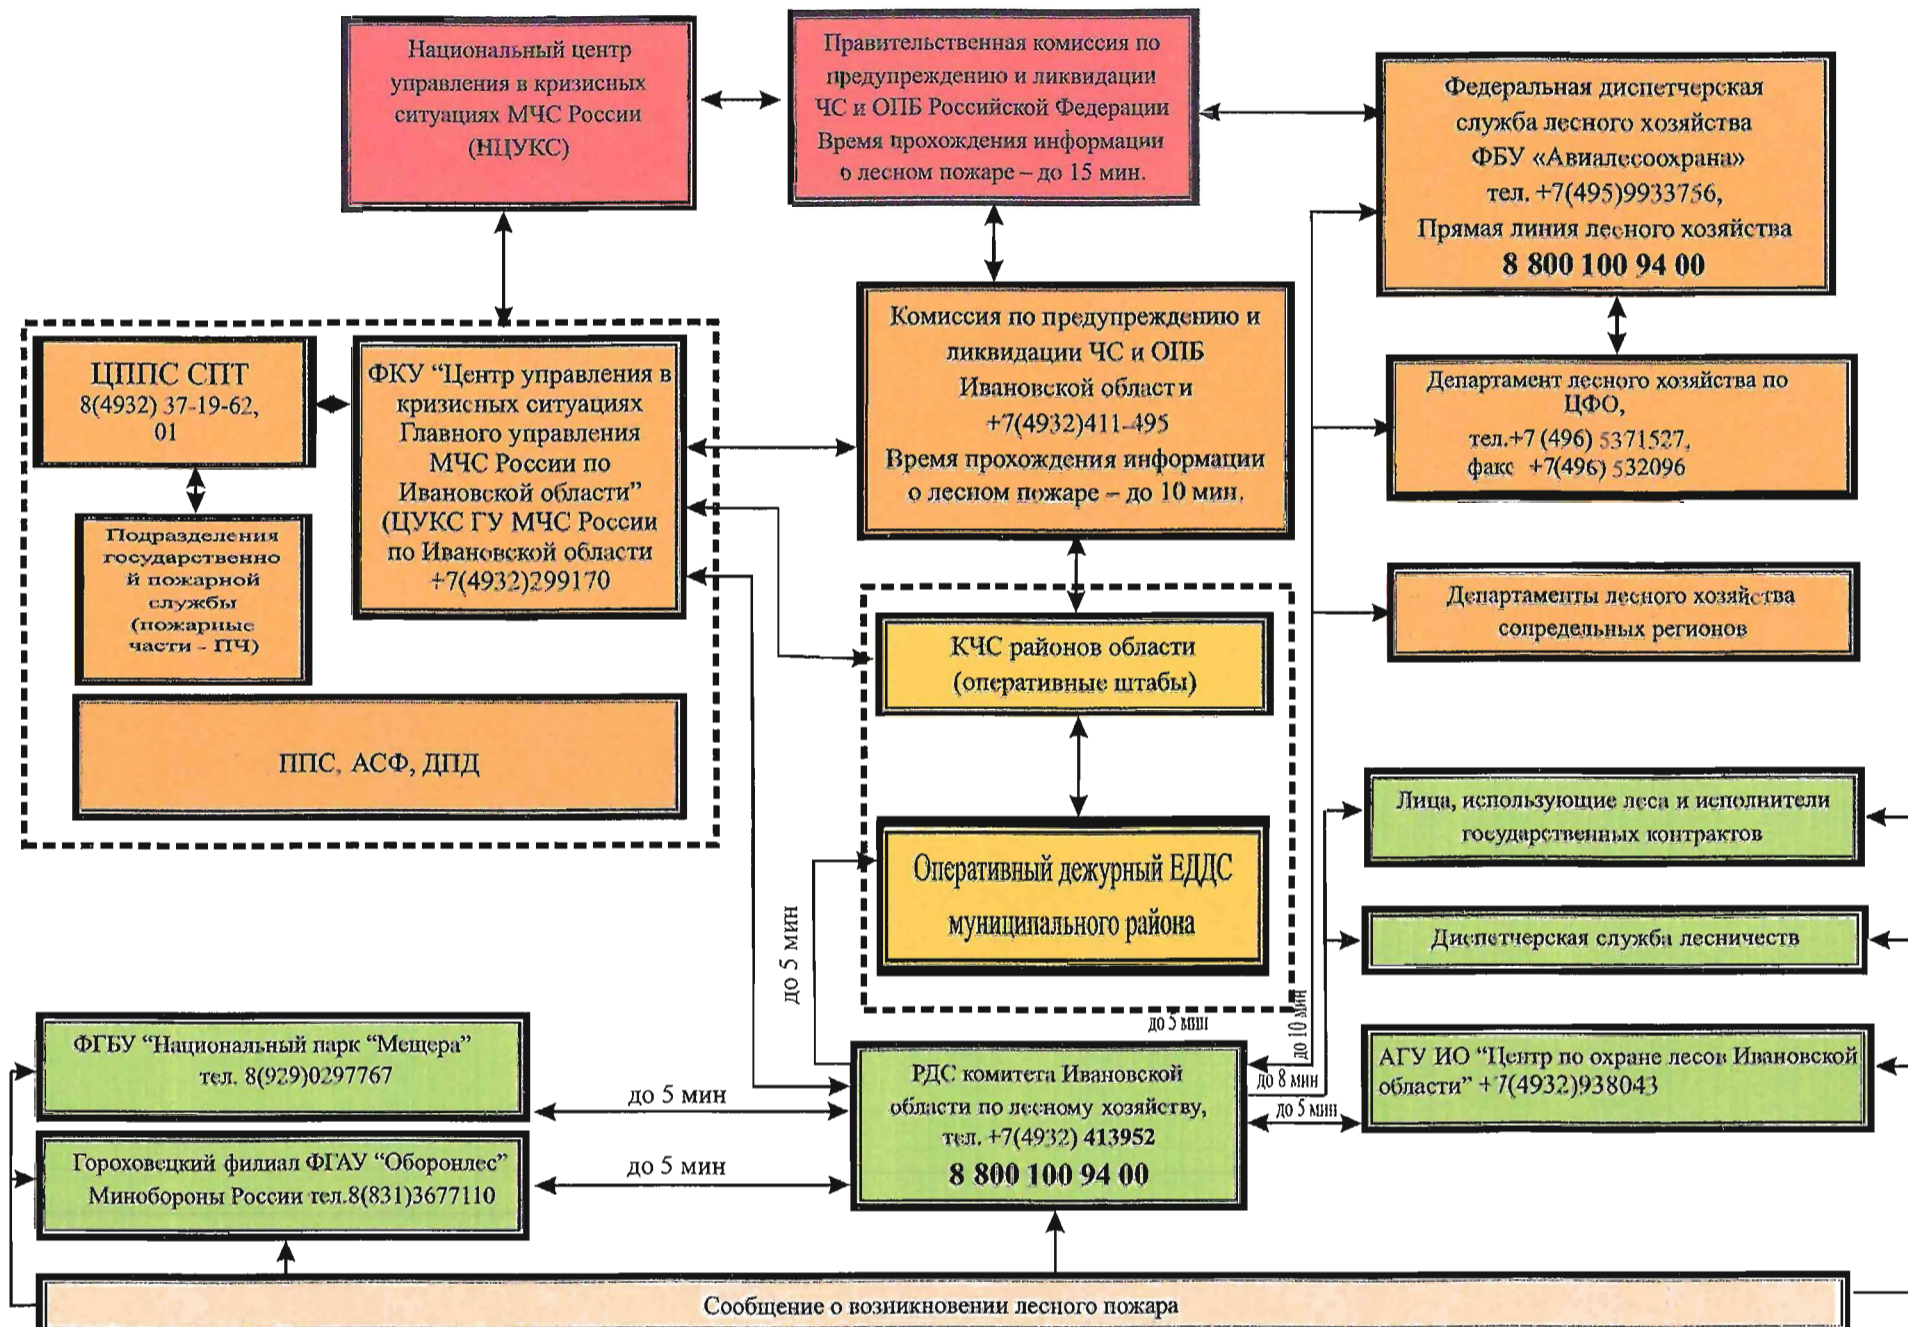 Национальный центр
управления в кризисных
ситуациях МЧС России
(НЦУКС)
Правительственная комиссия по
предупреждению и ликвидации
ЧС и ОПБ Российской Федерации
Время прохождения информации
о лесном пожаре – до 15 мин.
Федеральная диспетчерская
служба лесного хозяйства
ФБУ «Авиалесоохрана»
тел. +7(495)9933756,
Прямая линия лесного хозяйства
8 800 100 94 00
ЦППС СПТ
8(4932) 37-19-62,
01
ФКУ “Центр управления в
кризисных ситуациях
Главного управления
МЧС России по
Ивановской области”
(ЦУКС ГУ МЧС России
по Ивановской области
+7(4932)299170
Комиссия по предупреждению и
ликвидации ЧС и ОПБ
Ивановской област и
+7(4932)411-495
Время прохождения информации
о лесном пожаре – до 10 мин.
Департамент лесного хозяйства по
ЦФО,
тел.+7 (496) 5371527,
факс +7(496) 532096
Подразделения
государственно
й пожарной
службы
(пожарные
части - ПЧ)
Департаменты лесного хозяйства
сопредельных регионов
КЧС районов области
(оперативные штабы)
ППС, АСФ, ДПД
Лица, использующие леса и исполнители
государственных контрактов
Оперативный дежурный ЕДДС
муниципального района
Диспетчерская служба лесничеств
до 5 мин
до 5 мин
до 10 мин
ФГБУ “Национальный парк “Мещера”
тел. 8(929)0297767
РДС комитета Ивановской
области по лесному хозяйству,
тел. +7(4932) 413952
8 800 100 94 00
до 8 мин
до 5 мин
АГУ ИО “Центр по охране лесов Ивановской
области” +7(4932)938043
до 5 мин
Гороховецкий филиал ФГАУ “Оборонлес”
Минобороны России тел.8(831)3677110
до 5 мин
Сообщение о возникновении лесного пожара